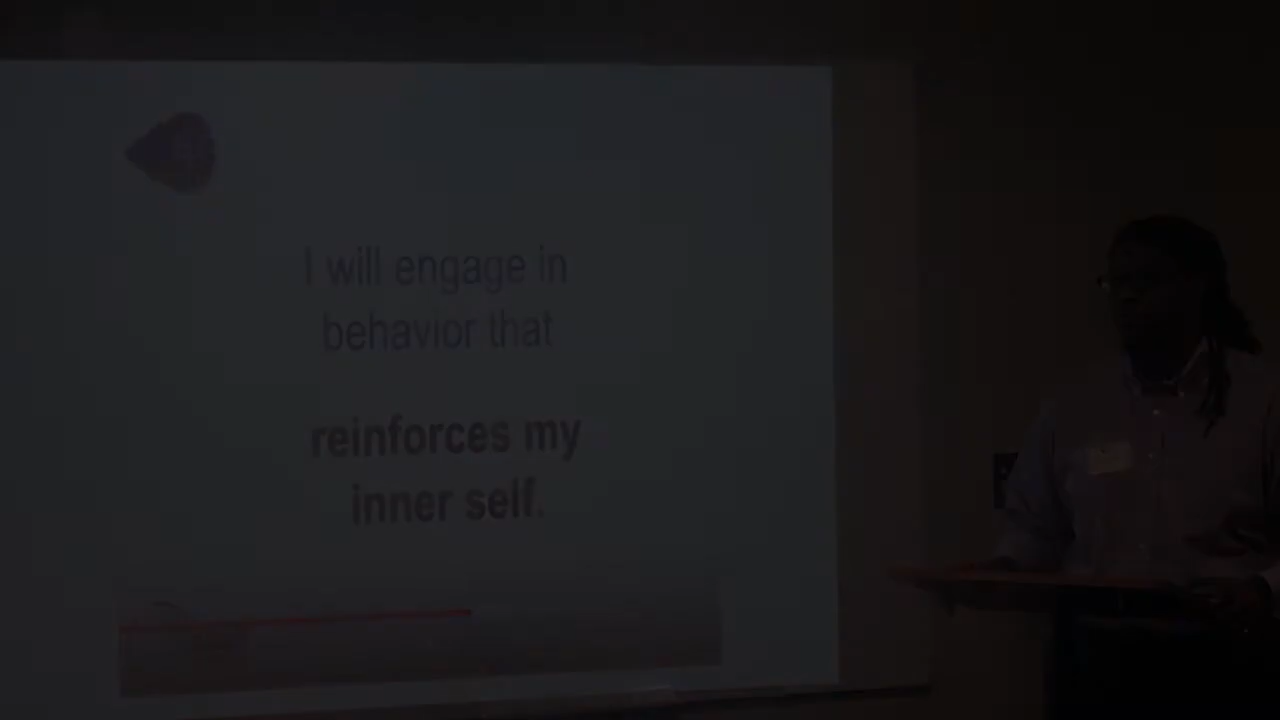 I will engage in
behavior that
reinforces my
inner self.